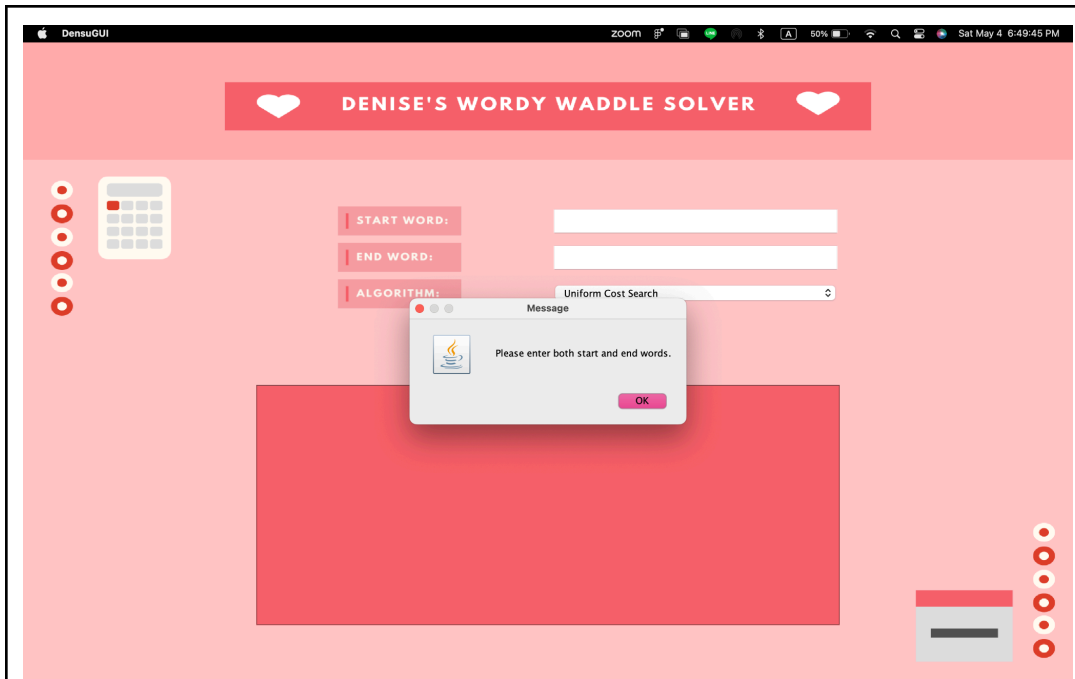 DensuGUI
zoom A 50% Sat May 4 6:49:45 PM
DENISE'S WORDY WADDLE SOLVER
START WORD:
END WORD:
ALGORITHM:
Uniform Cost Search
Message
Please enter both start and end words.
OK